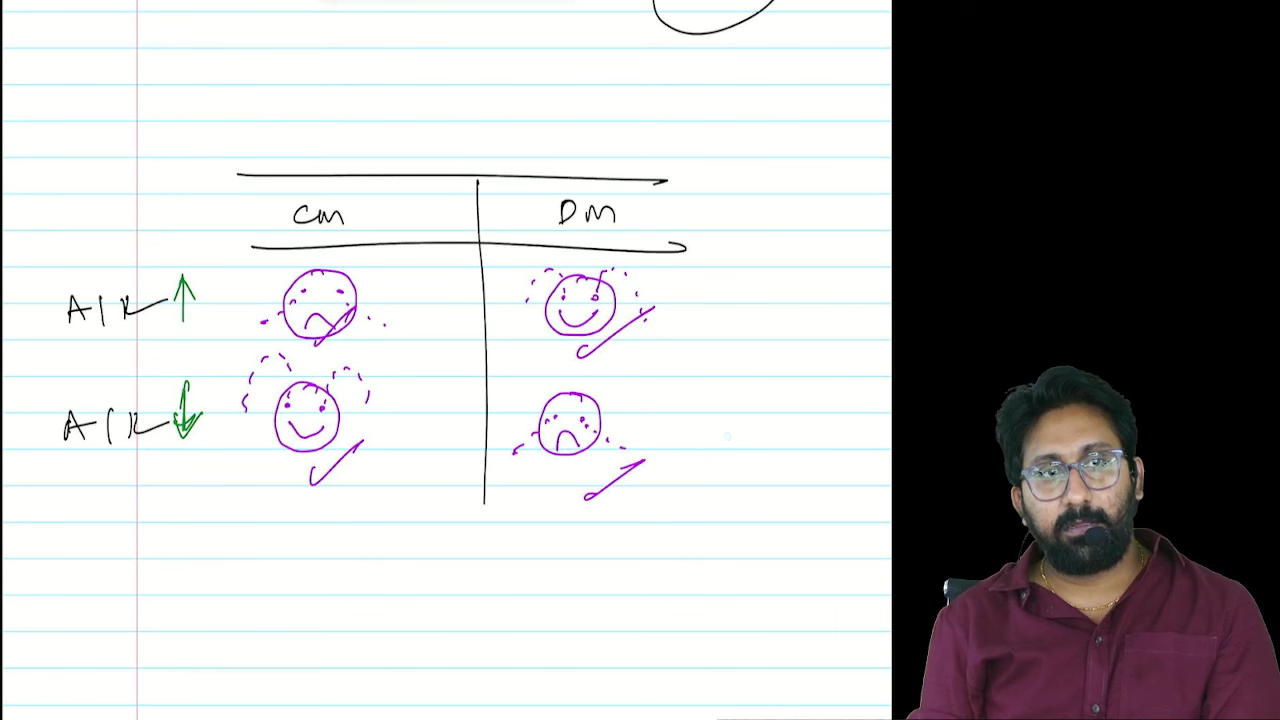 CM DM
A/R ↑
A/R ↓